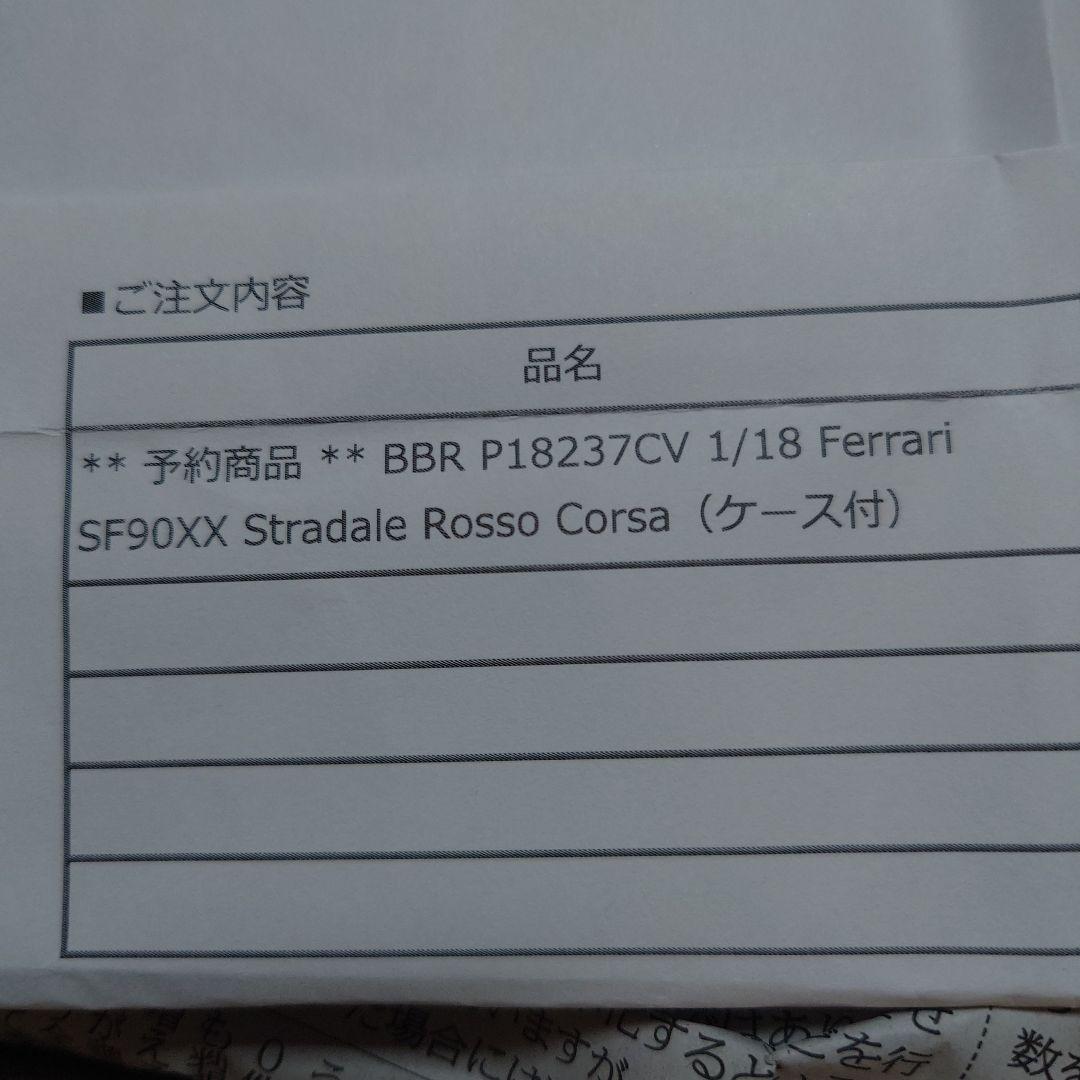 ■ご注文内容
品名
** 予約商品 ** BBR P18237CV 1/18 Ferrari
SF90XX Stradale Rosso Corsa（ケース付）